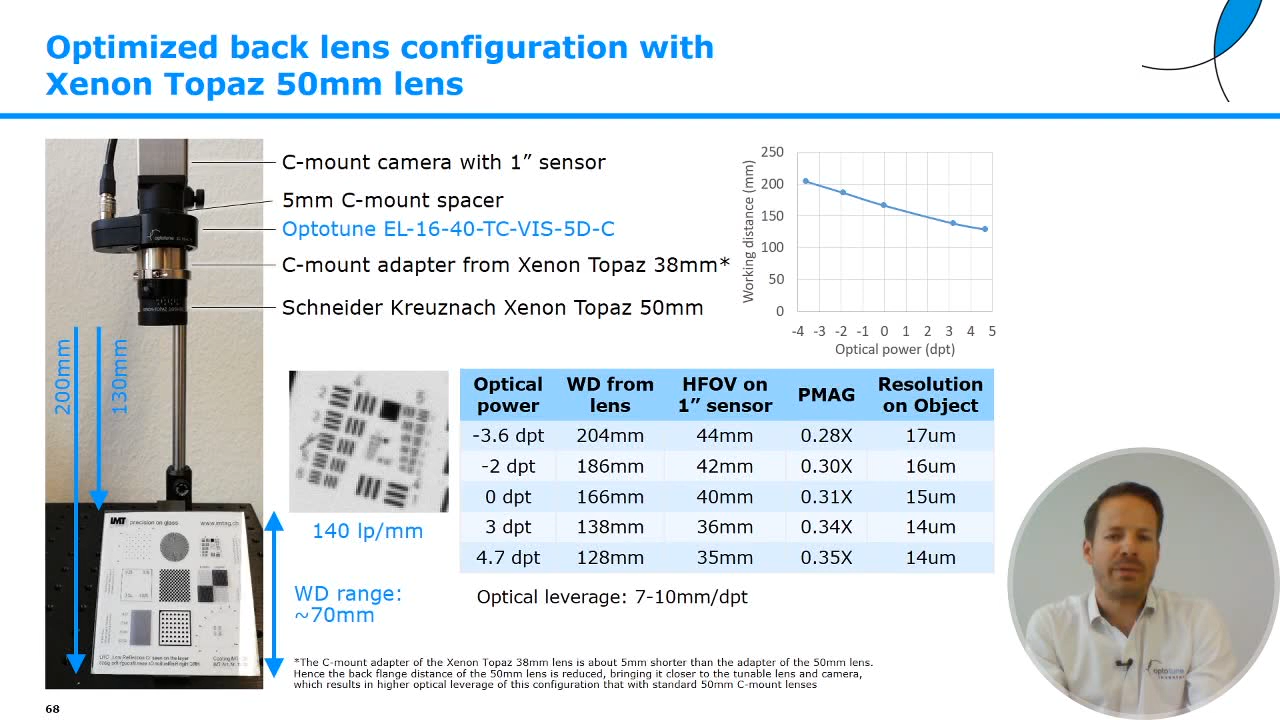 Optimized back lens configuration with
Xenon Topaz 50mm lens
C-mount camera with 1” sensor
5mm C-mount spacer
Optotune EL-16-40-TC-VIS-5D-C
C-mount adapter from Xenon Topaz 38mm*
Schneider Kreuznach Xenon Topaz 50mm
optotune
200mm
130mm
IMT precision on glass
www.imtag.ch
140 lp/mm
WD range:
~70mm
Working distance (mm)
250
200
150
100
50
0
-4 -3 -2 -1 0 1 2 3 4 5
Optical power (dpt)
Optical power WD from lens HFOV on 1” sensor PMAG Resolution on Object
-3.6 dpt 204mm 44mm 0.28X 17um
-2 dpt 186mm 42mm 0.30X 16um
0 dpt 166mm 40mm 0.31X 15um
3 dpt 138mm 36mm 0.34X 14um
4.7 dpt 128mm 35mm 0.35X 14um
Optical leverage: 7-10mm/dpt
*The C-mount adapter of the Xenon Topaz 38mm lens is about 5mm shorter than the adapter of the 50mm lens.
Hence the back flange distance of the 50mm lens is reduced, bringing it closer to the tunable lens and camera,
which results in higher optical leverage of this configuration that with standard 50mm C-mount lenses
optotune
68